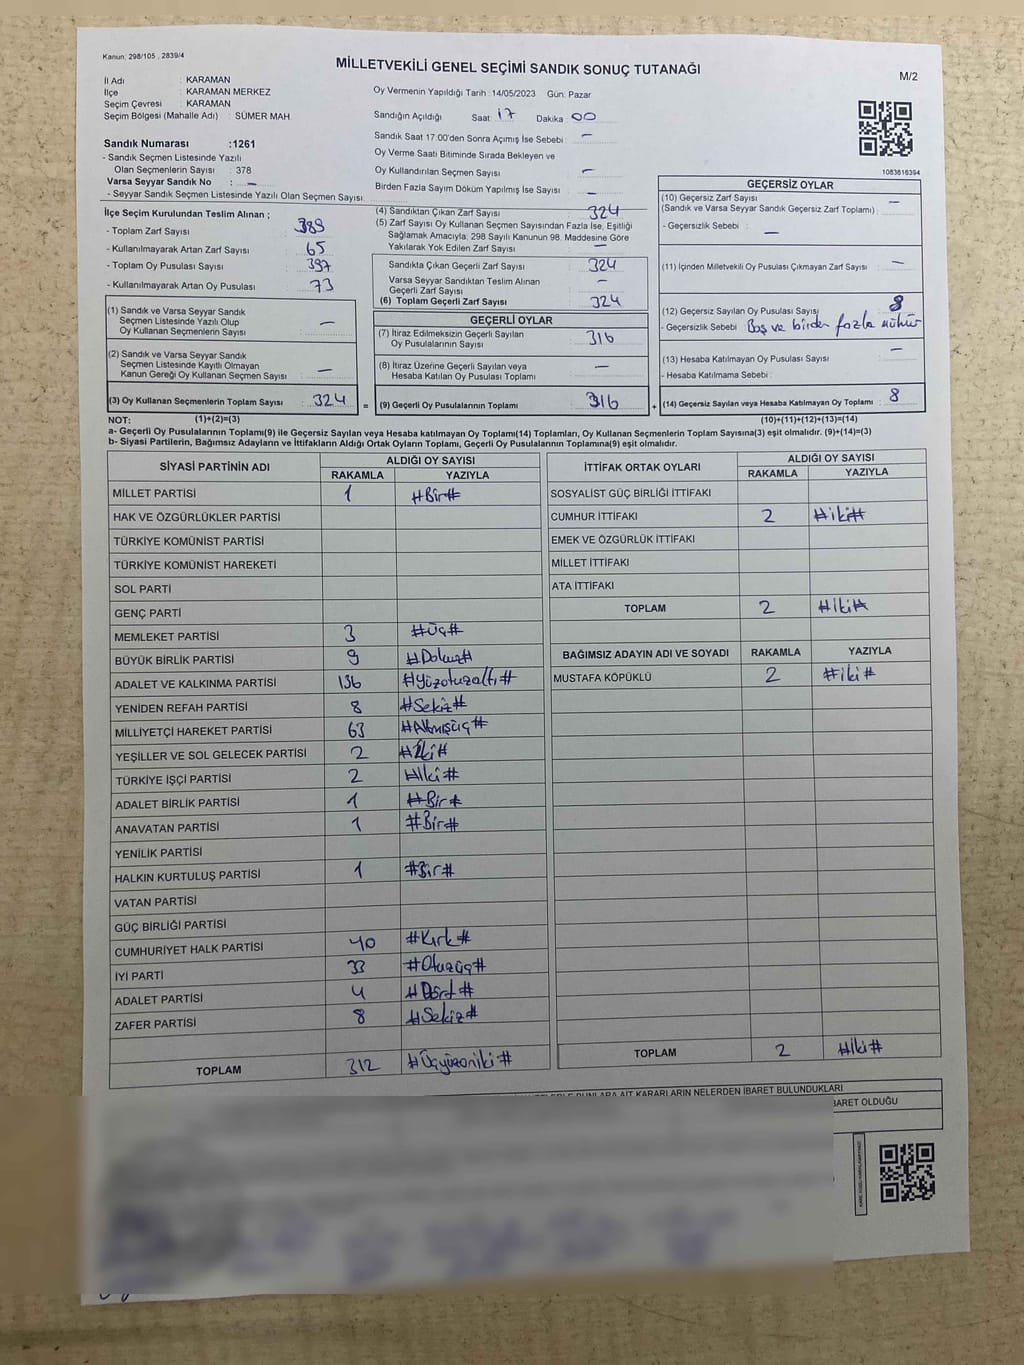 Kanun; 298/105 , 2839/4
MİLLETVEKİLİ GENEL SEÇİMİ SANDIK SONUÇ TUTANAĞI
M/2
İl Adı : KARAMAN
İlçe : KARAMAN MERKEZ
Seçim Çevresi : KARAMAN
Seçim Bölgesi (Mahalle Adı) : SÜMER MAH.
Oy Vermenin Yapıldığı Tarih : 14/05/2023 Gün: Pazar
Sandığın Açıldığı Saat 17 Dakika 00
Sandık Saat 17:00'den Sonra Açımış İse Sebebi : –
Oy Verme Saati Bitiminde Sırada Bekleyen ve
Oy Kullandırılan Seçmen Sayısı : –
Birden Fazla Sayım Döküm Yapılmış İse Sayısı : –
Sandık Numarası :1261
- Sandık Seçmen Listesinde Yazılı
Olan Seçmenlerin Sayısı : 378
Varsa Seyyar Sandık No : –
- Seyyar Sandık Seçmen Listesinde Yazılı Olan Seçmen Sayısı
1083616394
İlçe Seçim Kurulundan Teslim Alınan ;
- Toplam Zarf Sayısı : 389
- Kullanılmayarak Artan Zarf Sayısı : 65
- Toplam Oy Pusulası Sayısı : 397
- Kullanılmayarak Artan Oy Pusulası : 73
(1) Sandık ve Varsa Seyyar Sandık
Seçmen Listesinde Yazılı Olup
Oy Kullanan Seçmenlerin Sayısı : –
(2) Sandık ve Varsa Seyyar Sandık
Seçmen Listesinde Kayıtlı Olmayan
Kanun Gereği Oy Kullanan Seçmen Sayısı : –
(3) Oy Kullanan Seçmenlerin Toplam Sayısı : 324 =
(4) Sandıktan Çıkan Zarf Sayısı : 324
(5) Zarf Sayısı Oy Kullanan Seçmen Sayısından Fazla İse, Eşitliği
Sağlamak Amacıyla; 298 Sayılı Kanunun 98. Maddesine Göre
Yakılarak Yok Edilen Zarf Sayısı : –
Sandıkta Çıkan Geçerli Zarf Sayısı : 324
Varsa Seyyar Sandıktan Teslim Alınan
Geçerli Zarf Sayısı : –
(6) Toplam Geçerli Zarf Sayısı : 324
GEÇERLİ OYLAR
(7) İtiraz Edilmeksizin Geçerli Sayılan
Oy Pusulalarının Sayısı : 316
(8) İtiraz Üzerine Geçerli Sayılan veya
Hesaba Katılan Oy Pusulası Toplamı : –
(9) Geçerli Oy Pusulalarının Toplamı : 316 +
GEÇERSİZ OYLAR
(10) Geçersiz Zarf Sayısı : –
(Sandık ve Varsa Seyyar Sandık Geçersiz Zarf Toplamı)
- Geçersizlik Sebebi : –
(11) İçinden Milletvekili Oy Pusulası Çıkmayan Zarf Sayısı : –
(12) Geçersiz Sayılan Oy Pusulası Sayısı : 8
- Geçersizlik Sebebi : Boş ve birden fazla mühür
(13) Hesaba Katılmayan Oy Pusulası Sayısı : –
- Hesaba Katılmama Sebebi :
(14) Geçersiz Sayılan veya Hesaba Katılmayan Oy Toplamı : 8
NOT: (1)+(2)=(3) (10)+(11)+(12)+(13)=(14)
a- Geçerli Oy Pusulalarının Toplamı(9) ile Geçersiz Sayılan veya Hesaba katılmayan Oy Toplamı(14) Toplamları, Oy Kullanan Seçmenlerin Toplam Sayısına(3) eşit olmalıdır. (9)+(14)=(3)
b- Siyasi Partilerin, Bağımsız Adayların ve İttifakların Aldığı Ortak Oyların Toplamı, Geçerli Oy Pusulalarının Toplamına(9) eşit olmalıdır.
SİYASİ PARTİNİN ADI ALDIĞI OY SAYISI
RAKAMLA YAZIYLA
MİLLET PARTİSİ 1 #Bir#
HAK VE ÖZGÜRLÜKLER PARTİSİ
TÜRKİYE KOMÜNİST PARTİSİ
TÜRKİYE KOMÜNİST HAREKETİ
SOL PARTİ
GENÇ PARTİ
MEMLEKET PARTİSİ 3 #Üç#
BÜYÜK BİRLİK PARTİSİ 9 #Dokuz#
ADALET VE KALKINMA PARTİSİ 136 #Yüzotuzaltı#
YENİDEN REFAH PARTİSİ 8 #Sekiz#
MİLLİYETÇİ HAREKET PARTİSİ 63 #Altmışüç#
YEŞİLLER VE SOL GELECEK PARTİSİ 2 #İki#
TÜRKİYE İŞÇİ PARTİSİ 2 #İki#
ADALET BİRLİK PARTİSİ 1 #Bir#
ANAVATAN PARTİSİ 1 #Bir#
YENİLİK PARTİSİ
HALKIN KURTULUŞ PARTİSİ 1 #Bir#
VATAN PARTİSİ
GÜÇ BİRLİĞİ PARTİSİ
CUMHURİYET HALK PARTİSİ 40 #Kırk#
İYİ PARTİ 33 #Otuzüç#
ADALET PARTİSİ 4 #Dört#
ZAFER PARTİSİ 8 #Sekiz#
TOPLAM 312 #Üçyüzoniki#
İTTİFAK ORTAK OYLARI ALDIĞI OY SAYISI
RAKAMLA YAZIYLA
SOSYALİST GÜÇ BİRLİĞİ İTTİFAKI
CUMHUR İTTİFAKI 2 #iki#
EMEK VE ÖZGÜRLÜK İTTİFAKI
MİLLET İTTİFAKI
ATA İTTİFAKI
TOPLAM 2 #iki#
BAĞIMSIZ ADAYIN ADI VE SOYADI RAKAMLA YAZIYLA
MUSTAFA KÖPÜKLÜ 2 #iki#
TOPLAM 2 #iki#
AİT KARARLARIN NELERDEN İBARET BULUNDUKLARI
BARET OLDUĞU